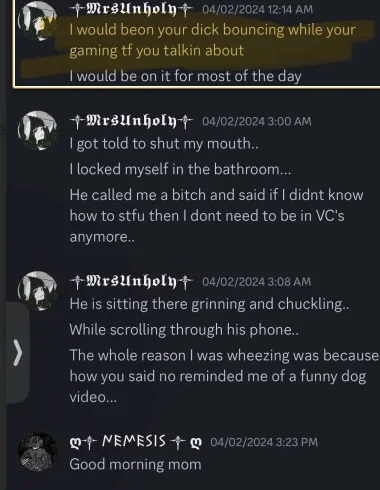 ⸸𝕸𝖗𝖘𝖀𝖓𝖍𝖔𝖑𝖞⸸ 04/02/2024 12:14 AM
I would beon your dick bouncing while your
gaming tf you talkin about
I would be on it for most of the day
⸸𝕸𝖗𝖘𝖀𝖓𝖍𝖔𝖑𝖞⸸ 04/02/2024 3:00 AM
I got told to shut my mouth..
I locked myself in the bathroom...
He called me a bitch and said if I didnt know
how to stfu then I dont need to be in VC's
anymore..
⸸𝕸𝖗𝖘𝖀𝖓𝖍𝖔𝖑𝖞⸸ 04/02/2024 3:08 AM
He is sitting there grinning and chuckling..
While scrolling through his phone..
The whole reason I was wheezing was because
how you said no reminded me of a funny dog
video...
ღ⸸ NEMESIS ⸸ ღ 04/02/2024 3:23 PM
Good morning mom